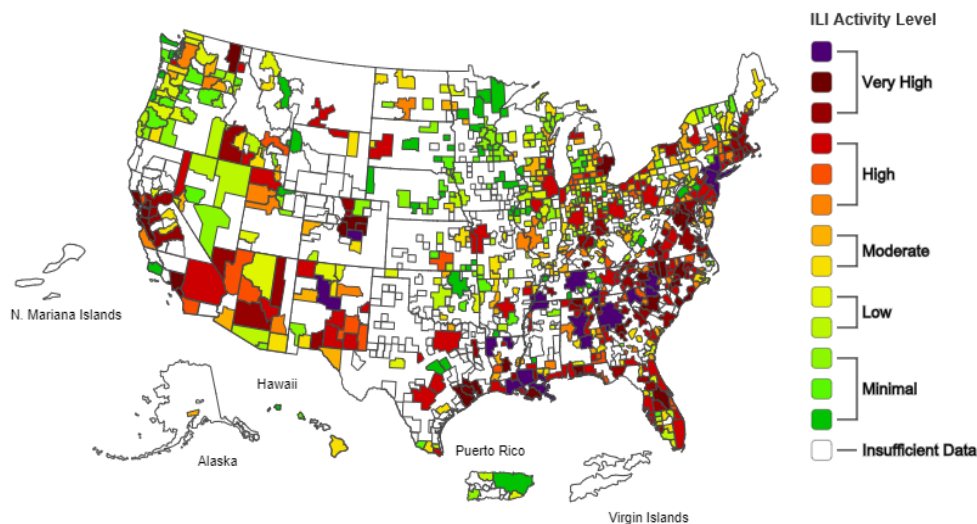 ILI Activity Level
Very High
High
Moderate
Low
Minimal
Insufficient Data
N. Mariana Islands
Hawaii
Alaska
Puerto Rico
Virgin Islands